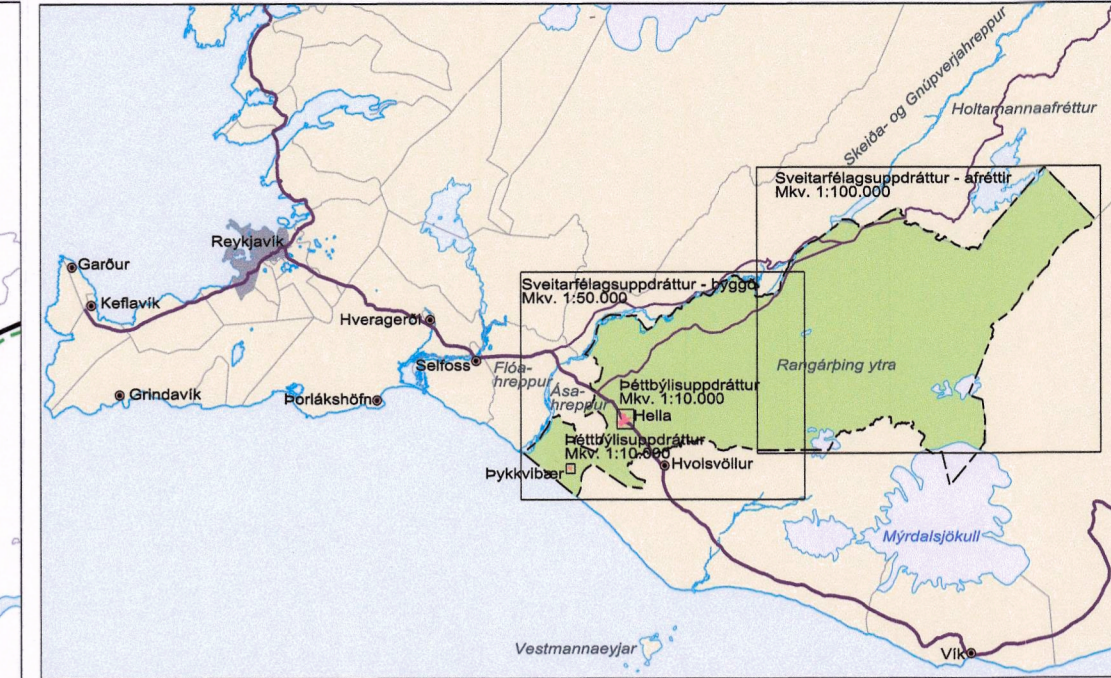 Skeiða- og Gnúpverjahreppur
Holtamannaafréttur
Sveitarfélagsuppdráttur - afréttir
Mkv. 1:100.000
Reykjavík
Garður
Keflavík
Sveitarfélagsuppdráttur - byggð
Mkv. 1:50.000
Hveragerði
Selfoss
Flóa-
hreppur
Rangárþing ytra
Grindavík
Þorlákshöfn
Ása-
hreppur
Þéttbýlisuppdráttur
Mkv. 1:10.000
Hella
Þéttbýlisuppdráttur
Mkv. 1:10.000
Þykkvibær
Hvolsvöllur
Mýrdalsjökull
Vestmannaeyjar
Vík